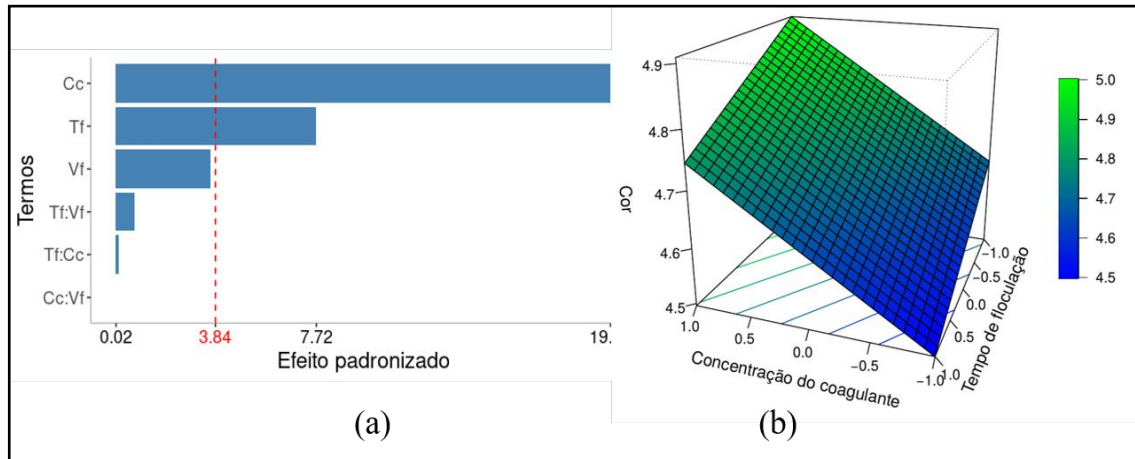 Termos
Cc
Tf
Vf
Tf:Vf
Tf:Cc
Cc:Vf
0.02
3.84
7.72
19.
Efeito padronizado
(a)
Cor
4.9
4.8
4.7
4.6
4.5
1.0
0.5
0.0
-0.5
-1.0
Concentração do coagulante
-1.0
-0.5
0.0
0.5
1.0
Tempo de floculação
5.0
4.9
4.8
4.7
4.6
4.5
(b)